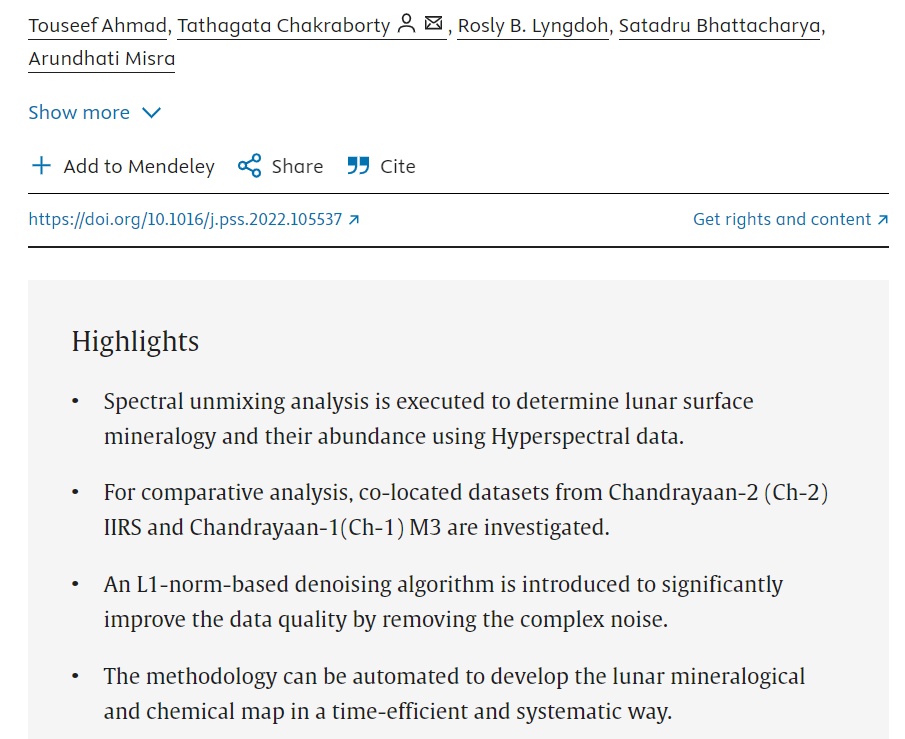 Touseef Ahmad, Tathagata Chakraborty, Rosly B. Lyngdoh, Satadru Bhattacharya,
Arundhati Misra
Show more
Add to Mendeley Share Cite
https://doi.org/10.1016/j.pss.2022.105537 Get rights and content
Highlights
• Spectral unmixing analysis is executed to determine lunar surface
mineralogy and their abundance using Hyperspectral data.
• For comparative analysis, co-located datasets from Chandrayaan-2 (Ch-2)
IIRS and Chandrayaan-1(Ch-1) M3 are investigated.
• An L1-norm-based denoising algorithm is introduced to significantly
improve the data quality by removing the complex noise.
• The methodology can be automated to develop the lunar mineralogical
and chemical map in a time-efficient and systematic way.